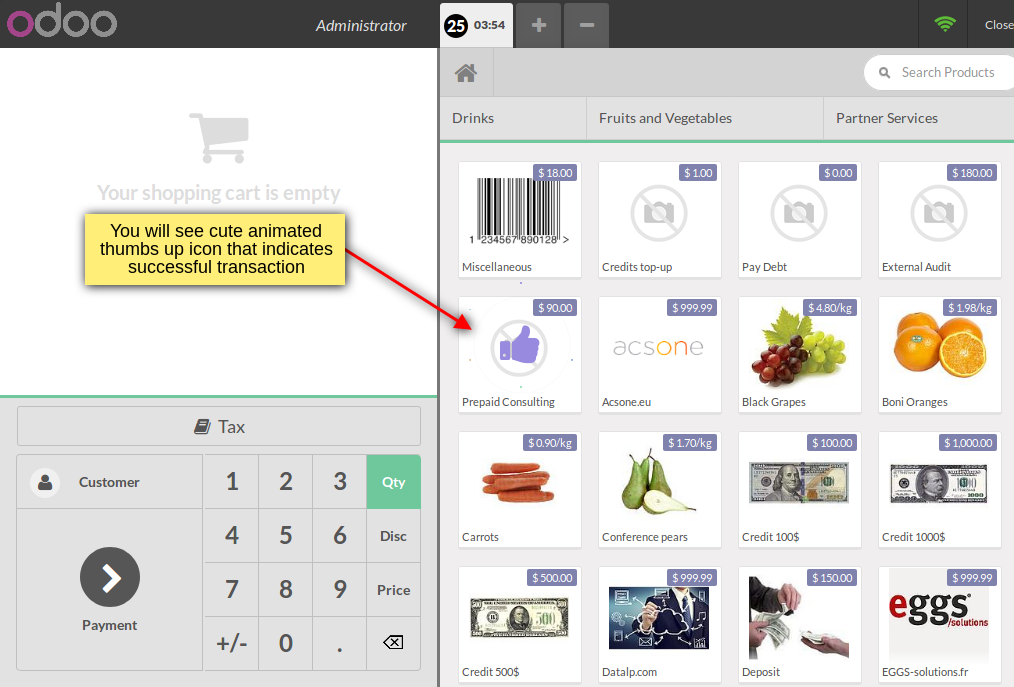 odoo
Administrator
25 03:54
+
−
Close
Search Products
Drinks
Fruits and Vegetables
Partner Services
Your shopping cart is empty
You will see cute animated
thumbs up icon that indicates
successful transaction
$ 18.00
1 234567 890128 >
Miscellaneous
$ 1.00
Credits top-up
$ 0.00
Pay Debt
$ 180.00
External Audit
$ 90.00
Prepaid Consulting
$ 999.99
acsone
Acsone.eu
$ 4.80/kg
Black Grapes
$ 1.98/kg
Boni Oranges
$ 0.90/kg
Carrots
$ 1.70/kg
Conference pears
$ 100.00
Credit 100$
$ 1,000.00
Credit 1000$
$ 500.00
Credit 500$
$ 999.99
Datalp.com
$ 150.00
Deposit
$ 999.99
eggs
/solutions
EGGS-solutions.fr
Tax
Customer
1 2 3 Qty
4 5 6 Disc
7 8 9 Price
+/- 0 .
Payment